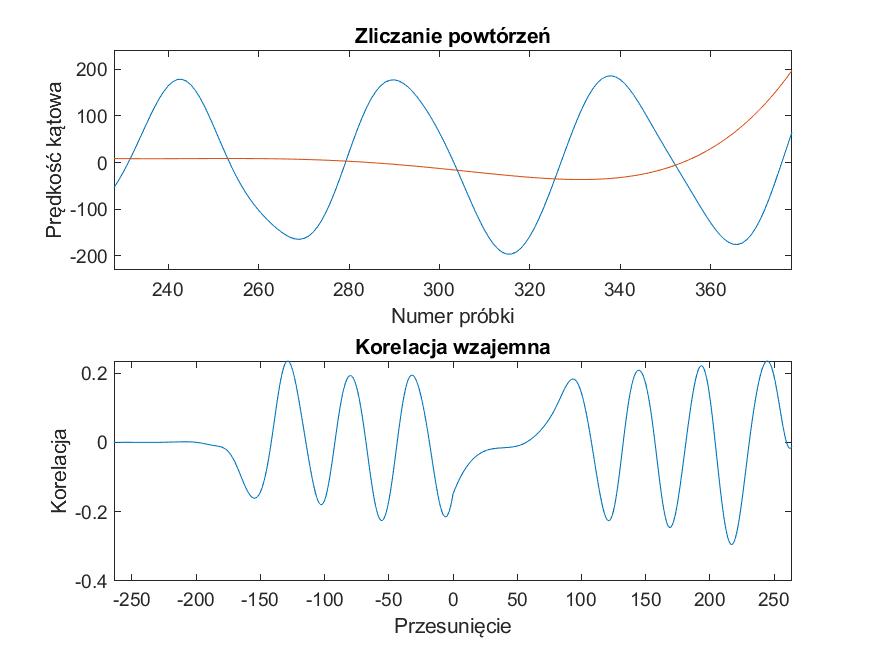 Zliczanie powtórzeń
200
100
0
-100
-200
Prędkość kątowa
240 260 280 300 320 340 360
Numer próbki
Korelacja wzajemna
0.2
0
-0.2
-0.4
Korelacja
-250 -200 -150 -100 -50 0 50 100 150 200 250
Przesunięcie